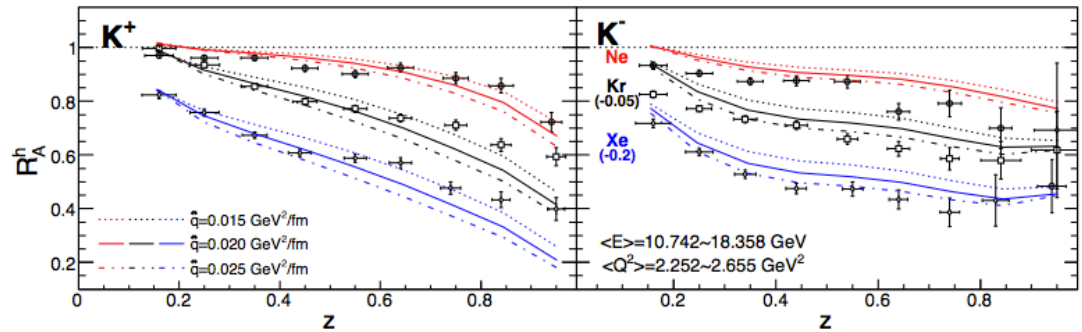 K⁺
K⁻
Ne
Kr
(-0.05)
Xe
(-0.2)
R_A^h
1
0.8
0.6
0.4
0.2
q̂=0.015 GeV²/fm
q̂=0.020 GeV²/fm
q̂=0.025 GeV²/fm
<E>=10.742~18.358 GeV
<Q²>=2.252~2.655 GeV²
0 0.2 0.4 0.6 0.8 0.2 0.4 0.6 0.8
z z